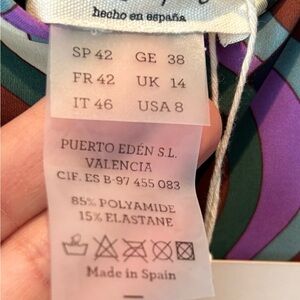 hecho en españa
SP 42 GE 38
FR 42 UK 14
IT 46 USA 8
PUERTO EDÉN S.L.
VALENCIA
CIF. ES B-97 455 083
85% POLYAMIDE
15% ELASTANE
Made in Spain